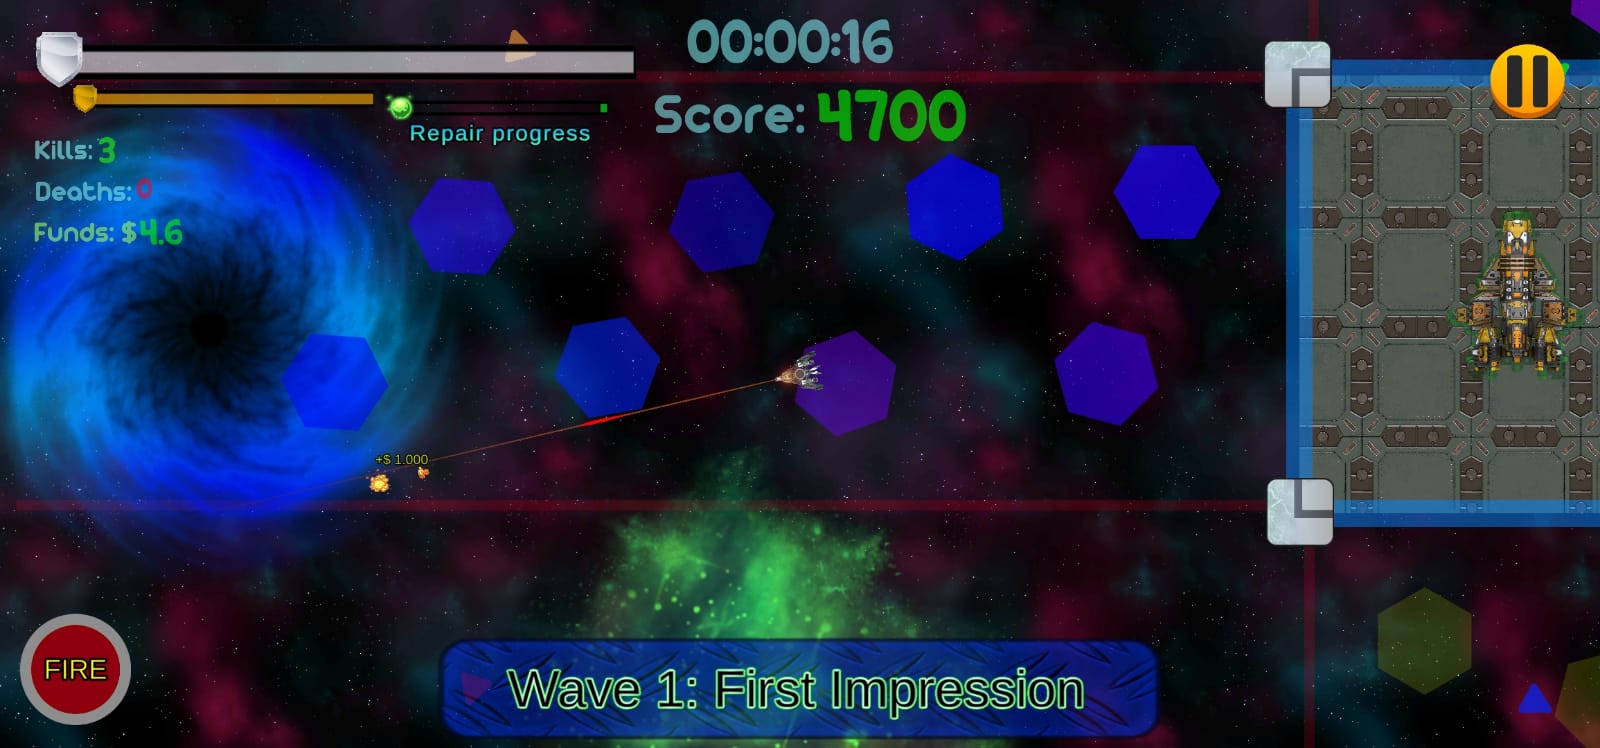 00:00:16
Score: 4700
Repair progress
Kills: 3
Deaths: 0
Funds: $4.6
+$ 1.000
FIRE
Wave 1: First Impression